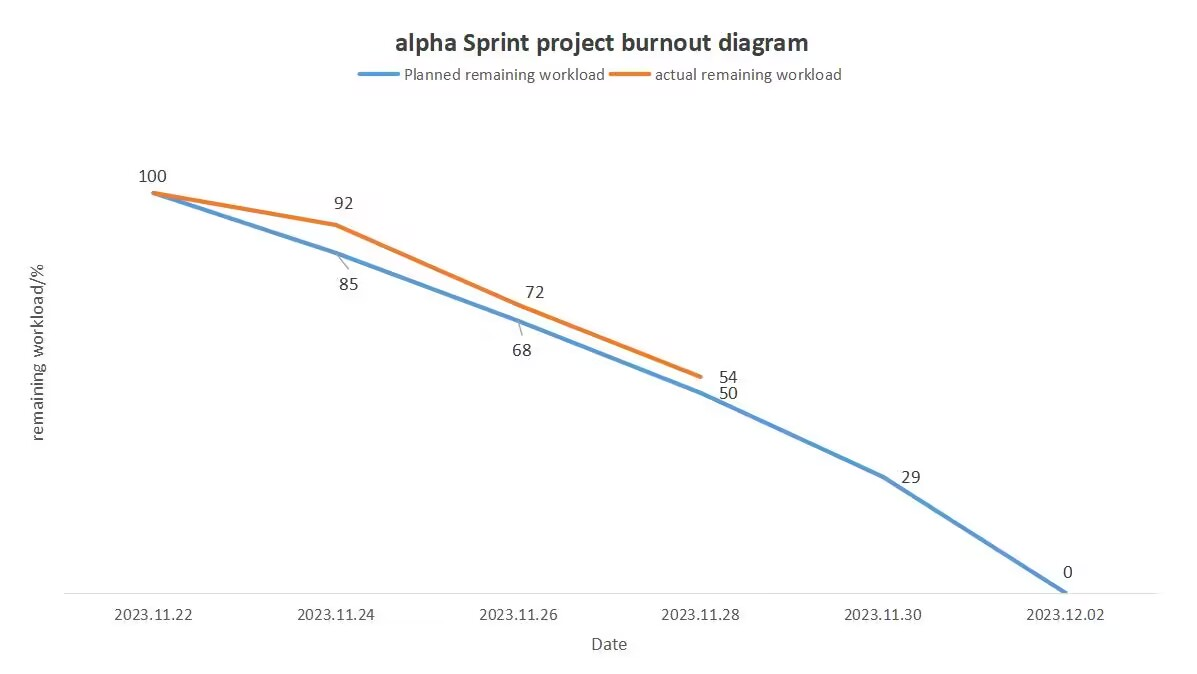 alpha Sprint project burnout diagram
Planned remaining workload actual remaining workload
100
92
85
72
68
54
50
29
0
remaining workload/%
2023.11.22 2023.11.24 2023.11.26 2023.11.28 2023.11.30 2023.12.02
Date